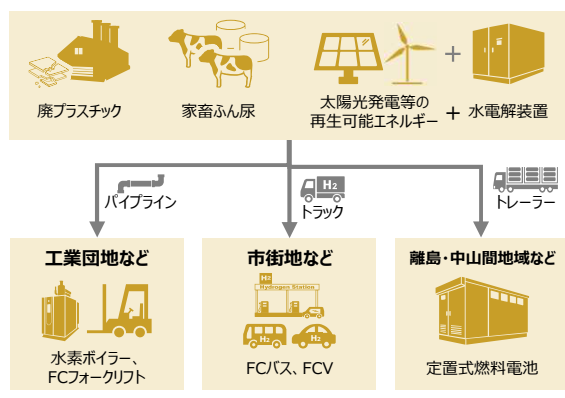 廃プラスチック
家畜ふん尿
太陽光発電等の
再生可能エネルギー
+
+
水電解装置
パイプライン
H2
トラック
トレーラー
工業団地など
水素ボイラー、
FCフォークリフト
市街地など
H2
Hydrogen Station
H2
H2
FCバス、FCV
離島・中山間地域など
定置式燃料電池